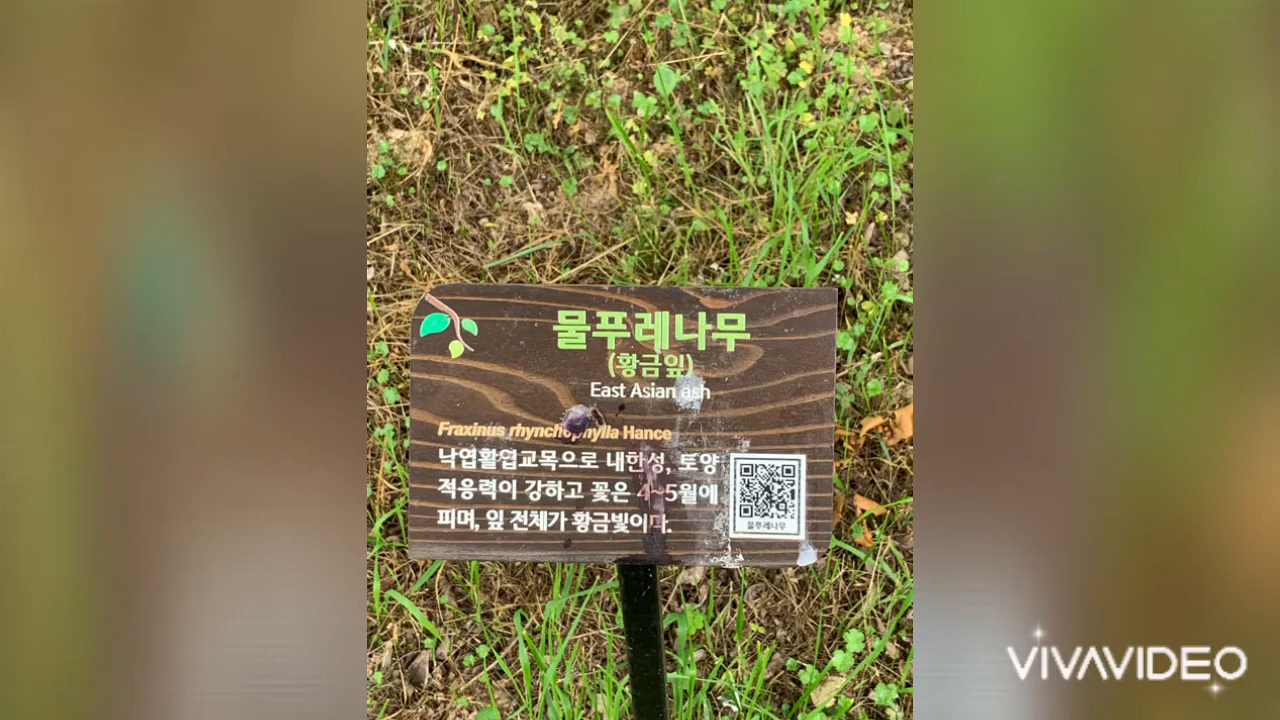 물푸레나무
(황금잎)
East Asian ash
Fraxinus rhynchophylla Hance
낙엽활엽교목으로 내한성, 토양
적응력이 강하고 꽃은 4~5월에
피며, 잎 전체가 황금빛이다.
물푸레나무
VIVAVIDEO